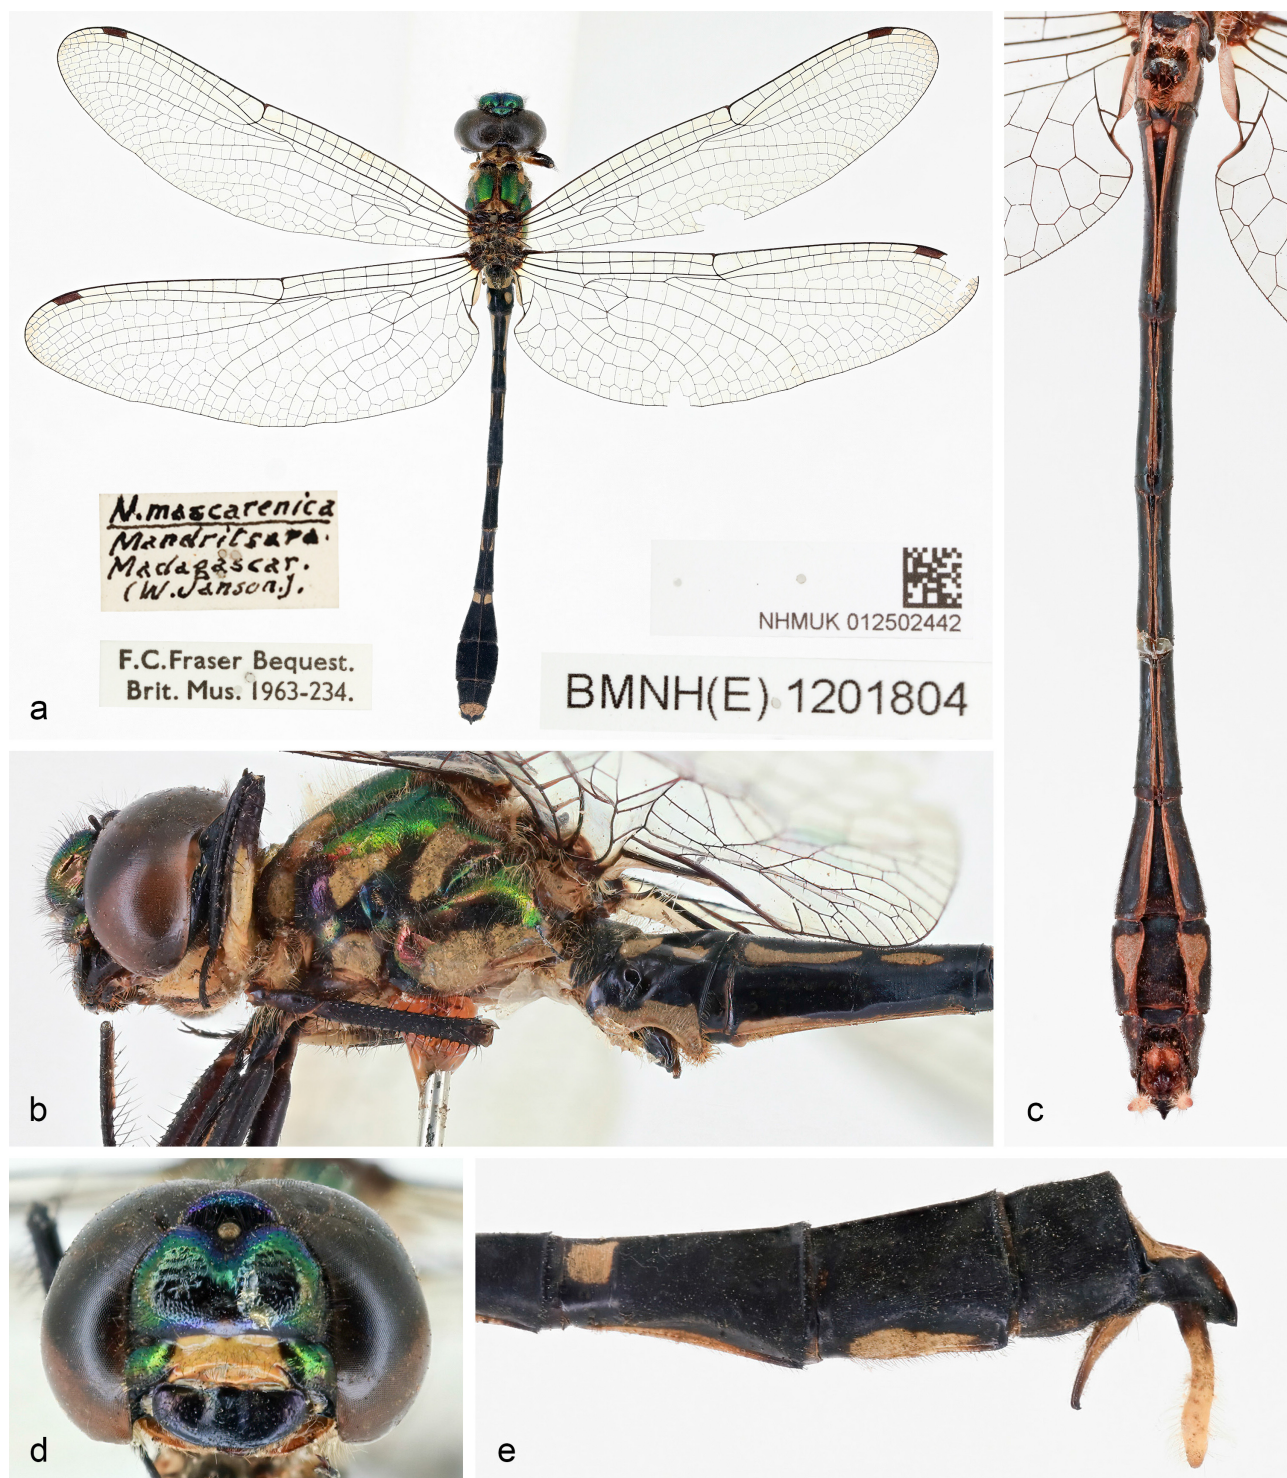 N. mascarenica
Mandritsara.
Madagascar.
(W. Janson.).
F.C.Fraser Bequest.
Brit. Mus. 1963-234.
NHMUK 012502442
BMNH(E) 1201804
a
b
c
d
e